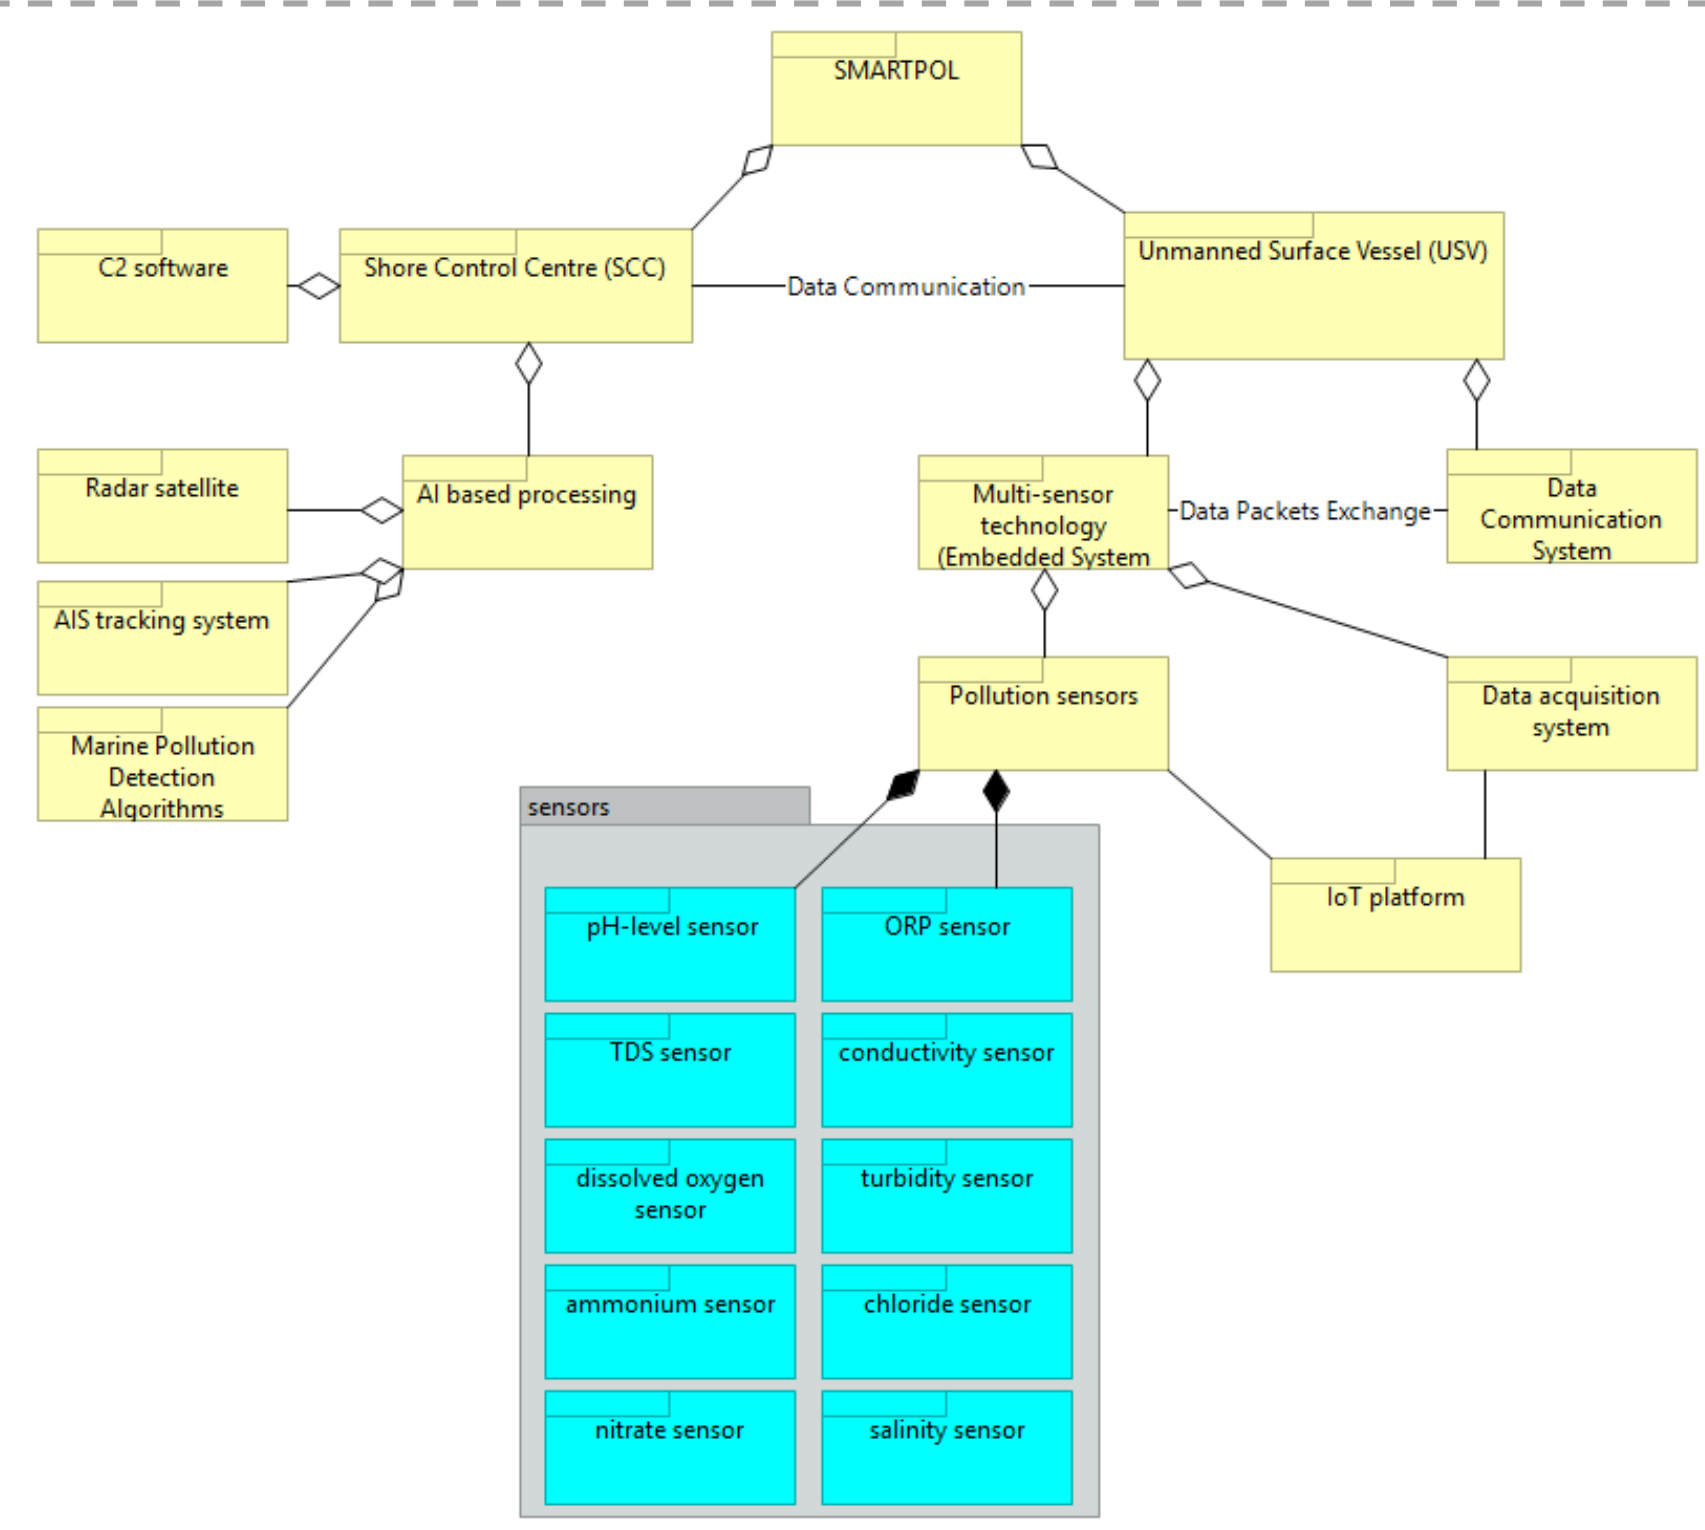 SMARTPOL
C2 software
Shore Control Centre (SCC)
Data Communication
Unmanned Surface Vessel (USV)
Radar satellite
AI based processing
Multi-sensor
technology
(Embedded System
Data Packets Exchange
Data
Communication
System
AIS tracking system
Marine Pollution
Detection
Algorithms
Pollution sensors
Data acquisition
system
sensors
IoT platform
pH-level sensor
ORP sensor
TDS sensor
conductivity sensor
dissolved oxygen
sensor
turbidity sensor
ammonium sensor
chloride sensor
nitrate sensor
salinity sensor